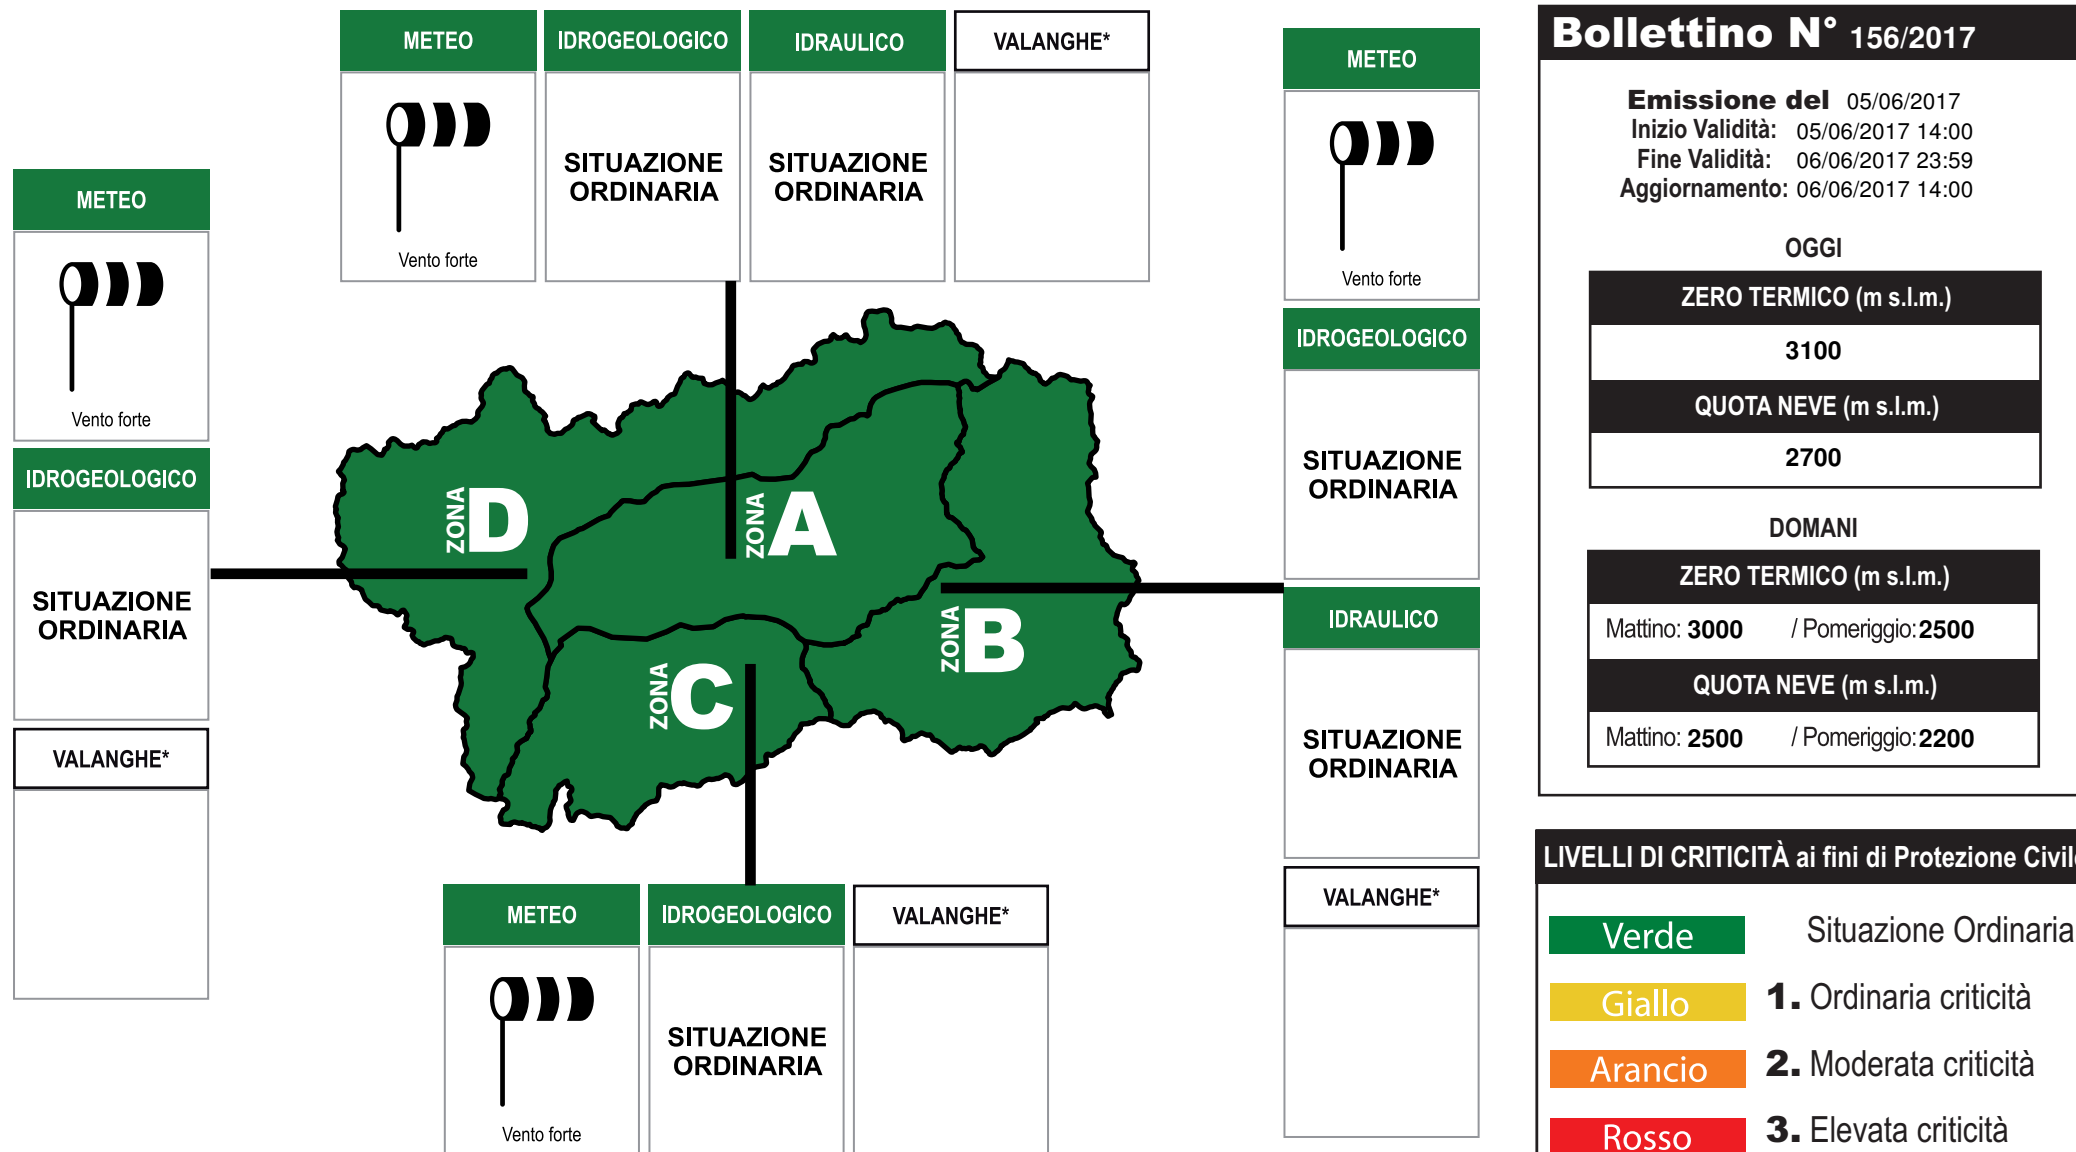 METEO
IDROGEOLOGICO
IDRAULICO
VALANGHE*
Vento forte
SITUAZIONE
ORDINARIA
SITUAZIONE
ORDINARIA
METEO
Vento forte
IDROGEOLOGICO
SITUAZIONE
ORDINARIA
VALANGHE*
METEO
Vento forte
IDROGEOLOGICO
SITUAZIONE
ORDINARIA
IDRAULICO
SITUAZIONE
ORDINARIA
VALANGHE*
ZONA D
ZONA A
ZONA B
ZONA C
METEO
IDROGEOLOGICO
VALANGHE*
Vento forte
SITUAZIONE
ORDINARIA
Bollettino N° 156/2017
Emissione del 05/06/2017
Inizio Validità: 05/06/2017 14:00
Fine Validità: 06/06/2017 23:59
Aggiornamento: 06/06/2017 14:00
OGGI
ZERO TERMICO (m s.l.m.)
3100
QUOTA NEVE (m s.l.m.)
2700
DOMANI
ZERO TERMICO (m s.l.m.)
Mattino: 3000 / Pomeriggio: 2500
QUOTA NEVE (m s.l.m.)
Mattino: 2500 / Pomeriggio: 2200
LIVELLI DI CRITICITÀ ai fini di Protezione Civile
Verde Situazione Ordinaria
Giallo 1. Ordinaria criticità
Arancio 2. Moderata criticità
Rosso 3. Elevata criticità